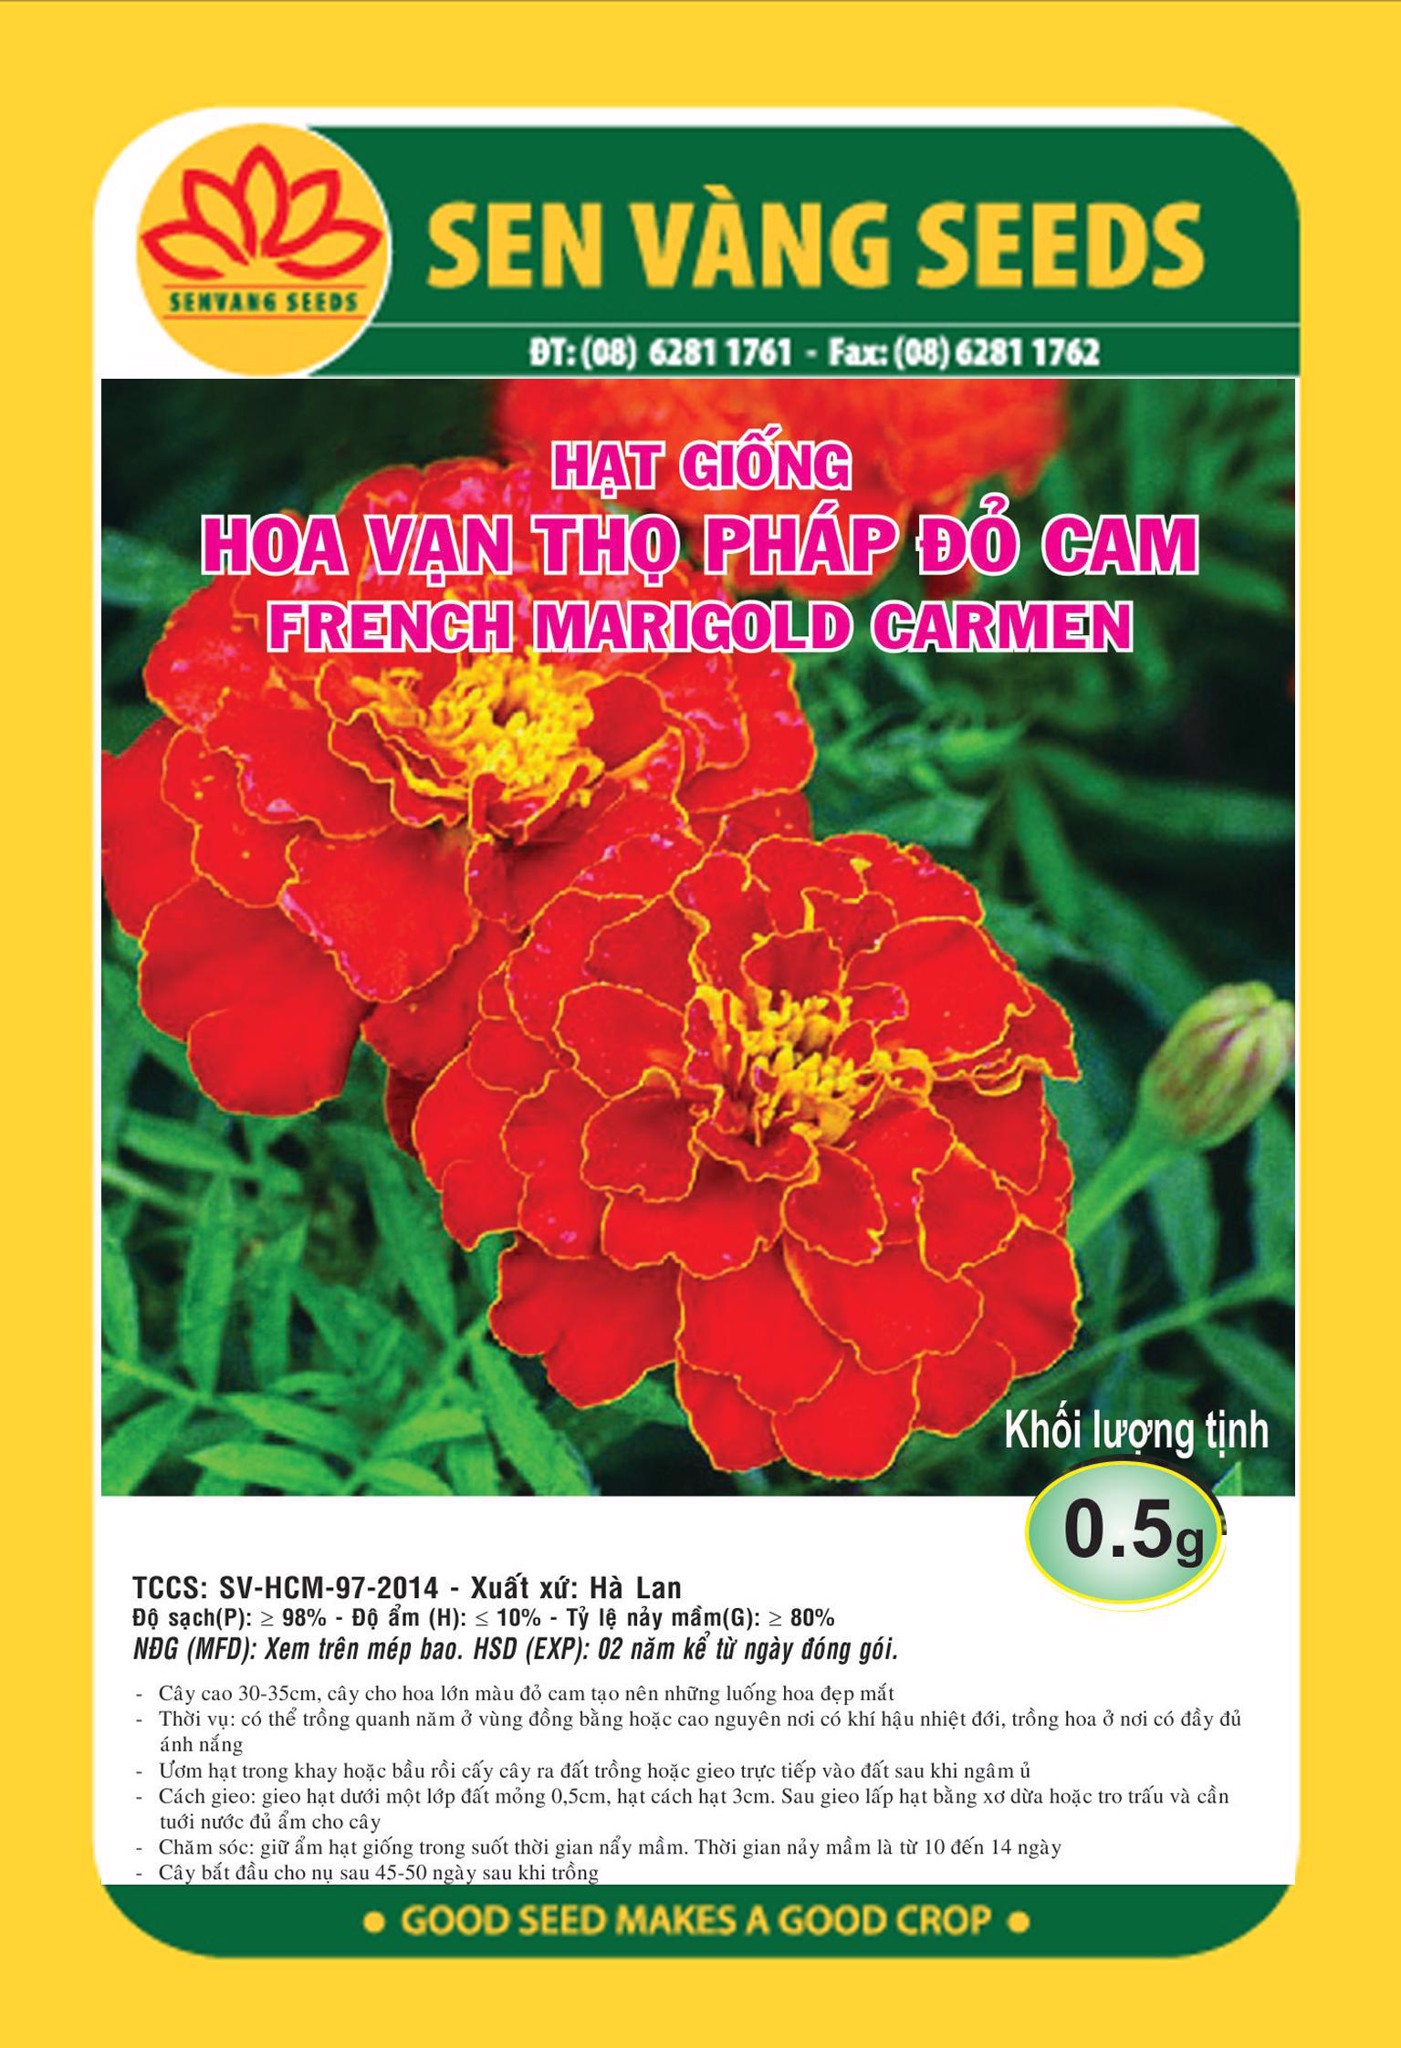 SENVANG SEEDS
SEN VÀNG SEEDS
ĐT: (08) 6281 1761 - Fax: (08) 6281 1762
HẠT GIỐNG
HOA VẠN THỌ PHÁP ĐỎ CAM
FRENCH MARIGOLD CARMEN
Khối lượng tịnh
0.5g
TCCS: SV-HCM-97-2014 - Xuất xứ: Hà Lan
Độ sạch(P): ≥ 98% - Độ ẩm (H): ≤ 10% - Tỷ lệ nảy mầm(G): ≥ 80%
NĐG (MFD): Xem trên mép bao. HSD (EXP): 02 năm kể từ ngày đóng gói.
- Cây cao 30-35cm, cây cho hoa lớn màu đỏ cam tạo nên những luống hoa đẹp mắt
- Thời vụ: có thể trồng quanh năm ở vùng đồng bằng hoặc cao nguyên nơi có khí hậu nhiệt đới, trồng hoa ở nơi có đầy đủ
ánh nắng
- Ươm hạt trong khay hoặc bầu rồi cấy cây ra đất trồng hoặc gieo trực tiếp vào đất sau khi ngâm ủ
- Cách gieo: gieo hạt dưới một lớp đất mỏng 0,5cm, hạt cách hạt 3cm. Sau gieo lấp hạt bằng xơ dừa hoặc tro trấu và cần
tuới nước đủ ẩm cho cây
- Chăm sóc: giữ ẩm hạt giống trong suốt thời gian nẩy mầm. Thời gian nảy mầm là từ 10 đến 14 ngày
- Cây bắt đầu cho nụ sau 45-50 ngày sau khi trồng
• GOOD SEED MAKES A GOOD CROP •